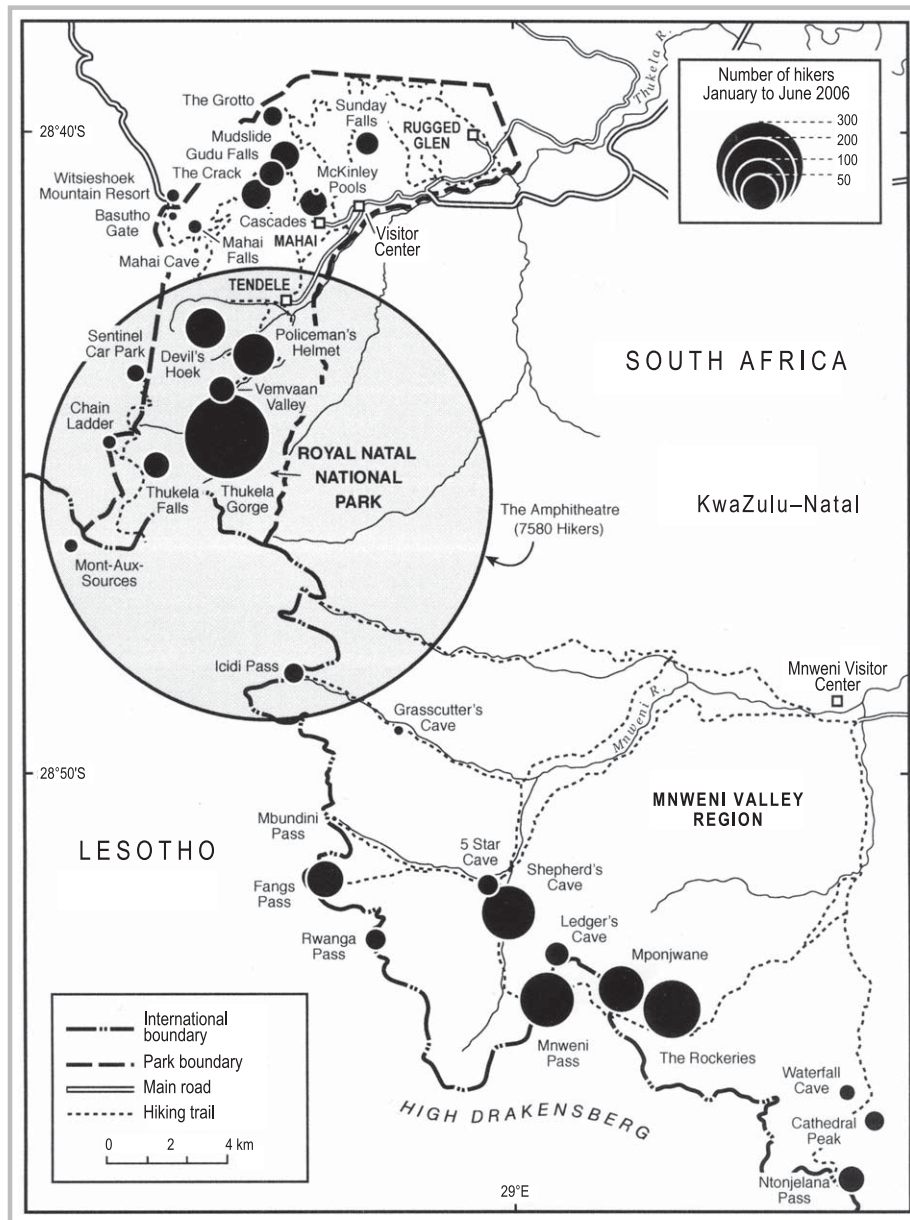 Number of hikers
January to June 2006
300
200
100
50
Thukela R.
28°40'S
The Grotto
Sunday
Falls
RUGGED
GLEN
Mudslide
Gudu Falls
The Crack
McKinley
Pools
Witsieshoek
Mountain Resort
Basutho
Gate
Cascades
MAHAI
Visitor
Center
Mahai
Falls
Mahai Cave
TENDELE
Sentinel
Car Park
Devil's
Hoek
Policeman's
Helmet
SOUTH AFRICA
Vemvaan
Valley
Chain
Ladder
ROYAL NATAL
NATIONAL
PARK
Thukela
Falls
Thukela
Gorge
KwaZulu–Natal
The Amphitheatre
(7580 Hikers)
Mont-Aux-
Sources
Icidi Pass
Mnweni Visitor
Center
Grasscutter's
Cave
Mnweni R.
28°50'S
MNWENI VALLEY
REGION
Mbundini
Pass
LESOTHO
5 Star
Cave
Shepherd's
Cave
Fangs
Pass
Rwanga
Pass
Ledger's
Cave
Mponjwane
Mnweni
Pass
The Rockeries
HIGH DRAKENSBERG
Waterfall
Cave
Cathedral
Peak
Ntonjelana
Pass
International
boundary
Park boundary
Main road
Hiking trail
0 2 4 km
29°E